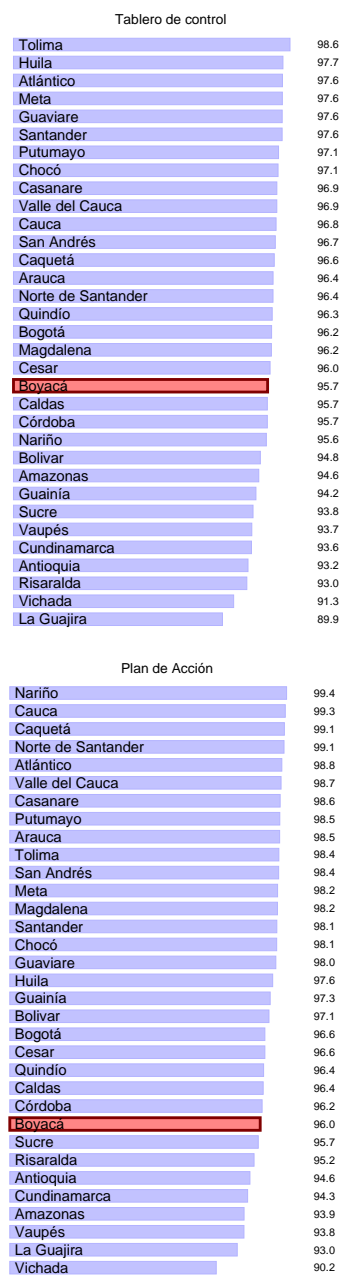 Tablero de control
Tolima 98.6
Huila 97.7
Atlántico 97.6
Meta 97.6
Guaviare 97.6
Santander 97.6
Putumayo 97.1
Chocó 97.1
Casanare 96.9
Valle del Cauca 96.9
Cauca 96.8
San Andrés 96.7
Caquetá 96.6
Arauca 96.4
Norte de Santander 96.4
Quindío 96.3
Bogotá 96.2
Magdalena 96.2
Cesar 96.0
Boyacá 95.7
Caldas 95.7
Córdoba 95.7
Nariño 95.6
Bolivar 94.8
Amazonas 94.6
Guainía 94.2
Sucre 93.8
Vaupés 93.7
Cundinamarca 93.6
Antioquia 93.2
Risaralda 93.0
Vichada 91.3
La Guajira 89.9
Plan de Acción
Nariño 99.4
Cauca 99.3
Caquetá 99.1
Norte de Santander 99.1
Atlántico 98.8
Valle del Cauca 98.7
Casanare 98.6
Putumayo 98.5
Arauca 98.5
Tolima 98.4
San Andrés 98.4
Meta 98.2
Magdalena 98.2
Santander 98.1
Chocó 98.1
Guaviare 98.0
Huila 97.6
Guainía 97.3
Bolivar 97.1
Bogotá 96.6
Cesar 96.6
Quindío 96.4
Caldas 96.4
Córdoba 96.2
Boyacá 96.0
Sucre 95.7
Risaralda 95.2
Antioquia 94.6
Cundinamarca 94.3
Amazonas 93.9
Vaupés 93.8
La Guajira 93.0
Vichada 90.2